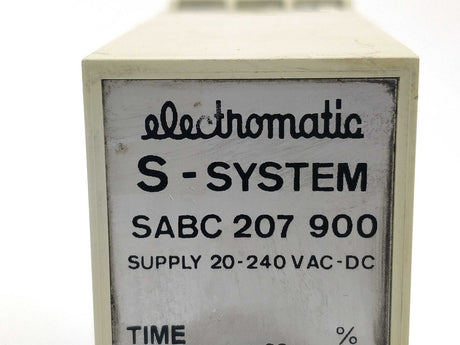 electromatic
S-SYSTEM
SABC 207 900
SUPPLY 20-240 VAC-DC
TIME %